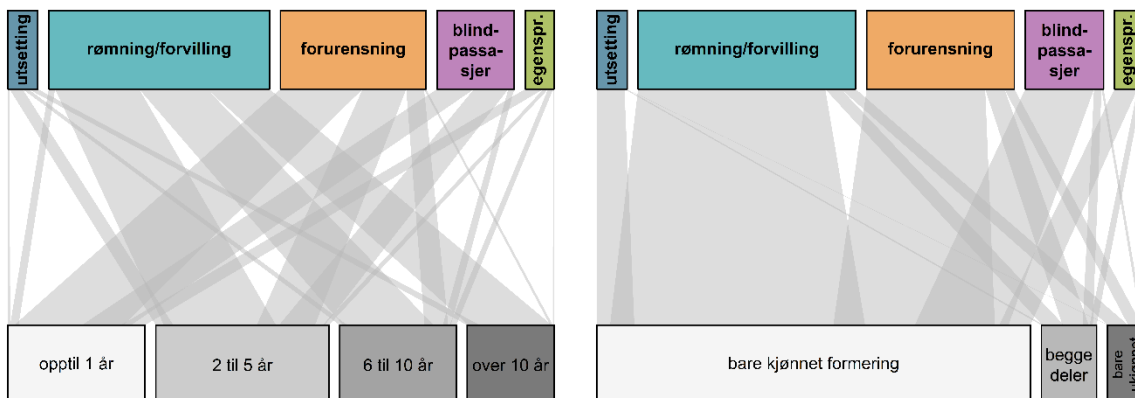 utsetting
rømning/forvilling
forurensning
blind-
passa-
sjer
egenspr.
opptil 1 år
2 til 5 år
6 til 10 år
over 10 år
utsetting
rømning/forvilling
forurensning
blind-
passa-
sjer
egenspr.
bare kjønnet formering
begge
deler
bare